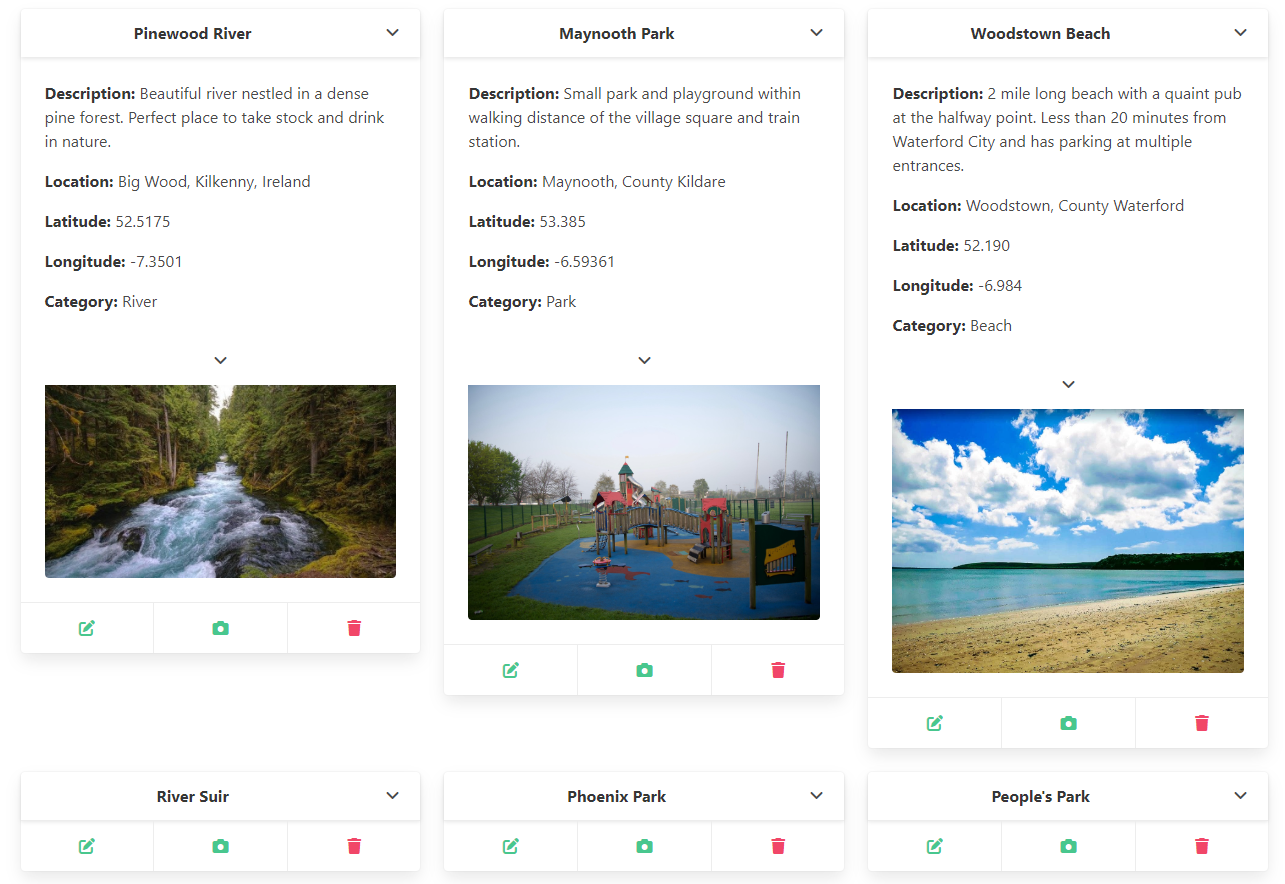 Pinewood River
Description: Beautiful river nestled in a dense
pine forest. Perfect place to take stock and drink
in nature.
Location: Big Wood, Kilkenny, Ireland
Latitude: 52.5175
Longitude: -7.3501
Category: River
Maynooth Park
Description: Small park and playground within
walking distance of the village square and train
station.
Location: Maynooth, County Kildare
Latitude: 53.385
Longitude: -6.59361
Category: Park
Woodstown Beach
Description: 2 mile long beach with a quaint pub
at the halfway point. Less than 20 minutes from
Waterford City and has parking at multiple
entrances.
Location: Woodstown, County Waterford
Latitude: 52.190
Longitude: -6.984
Category: Beach
River Suir
Phoenix Park
People's Park